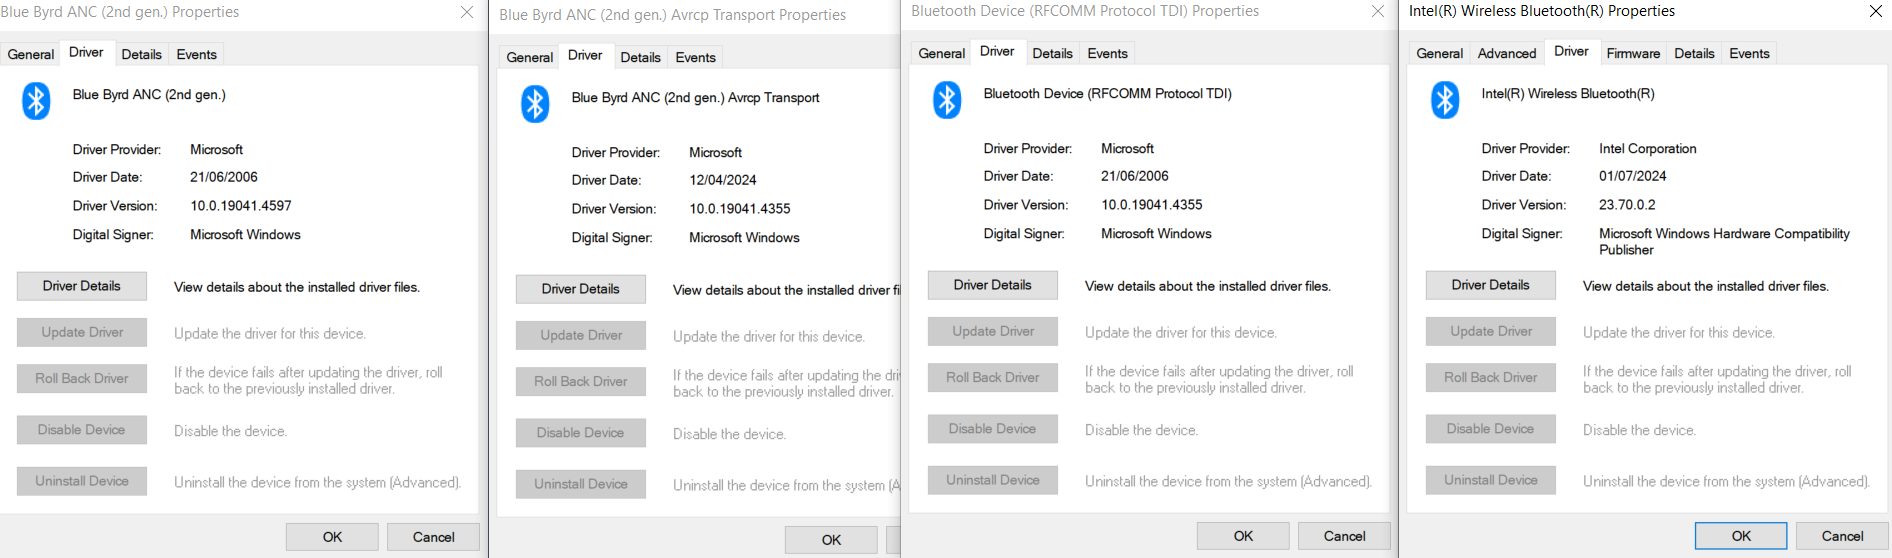 Blue Byrd ANC (2nd gen.) Properties
General Driver Details Events
Blue Byrd ANC (2nd gen.)
Driver Provider: Microsoft
Driver Date: 21/06/2006
Driver Version: 10.0.19041.4597
Digital Signer: Microsoft Windows
Driver Details View details about the installed driver files.
Update Driver Update the driver for this device.
Roll Back Driver If the device fails after updating the driver, roll
back to the previously installed driver.
Disable Device Disable the device.
Uninstall Device Uninstall the device from the system (Advanced).
OK Cancel
Blue Byrd ANC (2nd gen.) Avrcp Transport Properties
General Driver Details Events
Blue Byrd ANC (2nd gen.) Avrcp Transport
Driver Provider: Microsoft
Driver Date: 12/04/2024
Driver Version: 10.0.19041.4355
Digital Signer: Microsoft Windows
Driver Details View details about the installed driver
Update Driver Update the driver for this device.
Roll Back Driver If the device fails after updating the
back to the previously installed driver.
Disable Device Disable the device.
Uninstall Device Uninstall the device from the system
OK
Bluetooth Device (RFCOMM Protocol TDI) Properties
General Driver Details Events
Bluetooth Device (RFCOMM Protocol TDI)
Driver Provider: Microsoft
Driver Date: 21/06/2006
Driver Version: 10.0.19041.4355
Digital Signer: Microsoft Windows
Driver Details View details about the installed driver files.
Update Driver Update the driver for this device.
Roll Back Driver If the device fails after updating the driver, roll
back to the previously installed driver.
Disable Device Disable the device.
Uninstall Device Uninstall the device from the system (Advanced).
OK Cancel
Intel(R) Wireless Bluetooth(R) Properties
General Advanced Driver Firmware Details Events
Intel(R) Wireless Bluetooth(R)
Driver Provider: Intel Corporation
Driver Date: 01/07/2024
Driver Version: 23.70.0.2
Digital Signer: Microsoft Windows Hardware Compatibility
Publisher
Driver Details View details about the installed driver files.
Update Driver Update the driver for this device.
Roll Back Driver If the device fails after updating the driver, roll
back to the previously installed driver.
Disable Device Disable the device.
Uninstall Device Uninstall the device from the system (Advanced).
OK Cancel